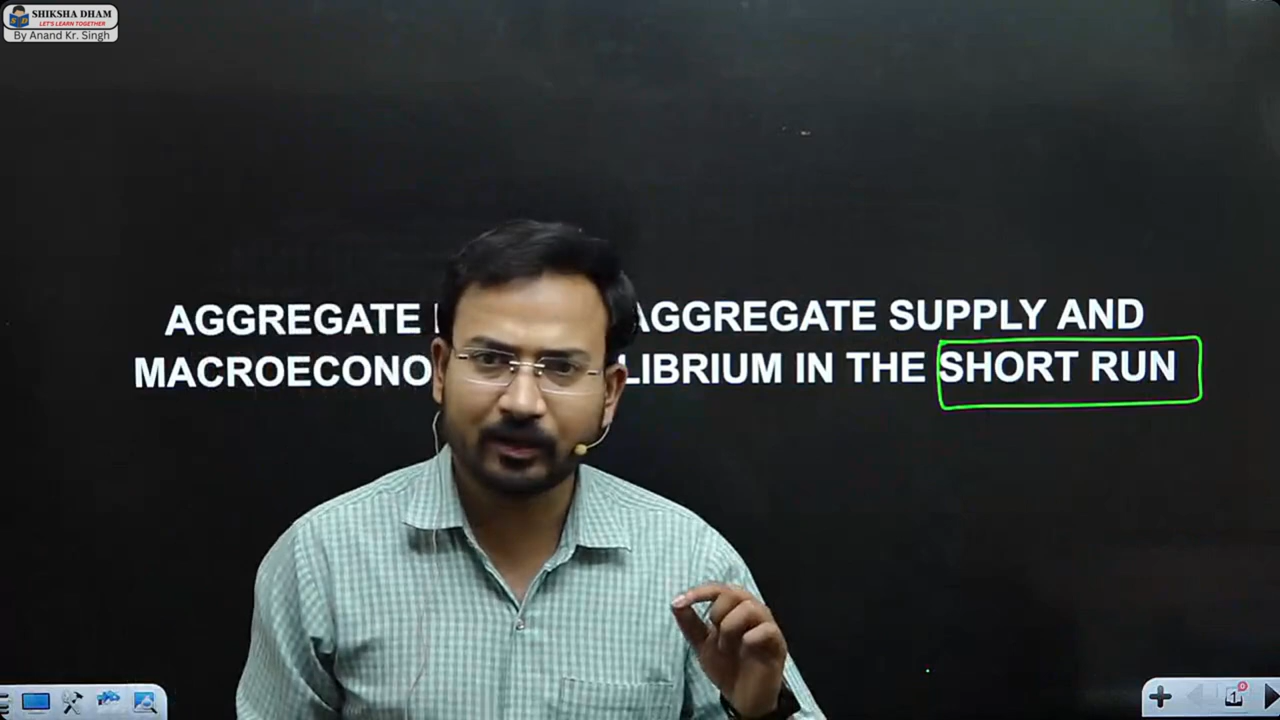 SHIKSHA DHAM
LET'S LEARN TOGETHER
By Anand Kr. Singh
AGGREGATE AGGREGATE SUPPLY AND
MACROECONO LIBRIUM IN THE SHORT RUN
1